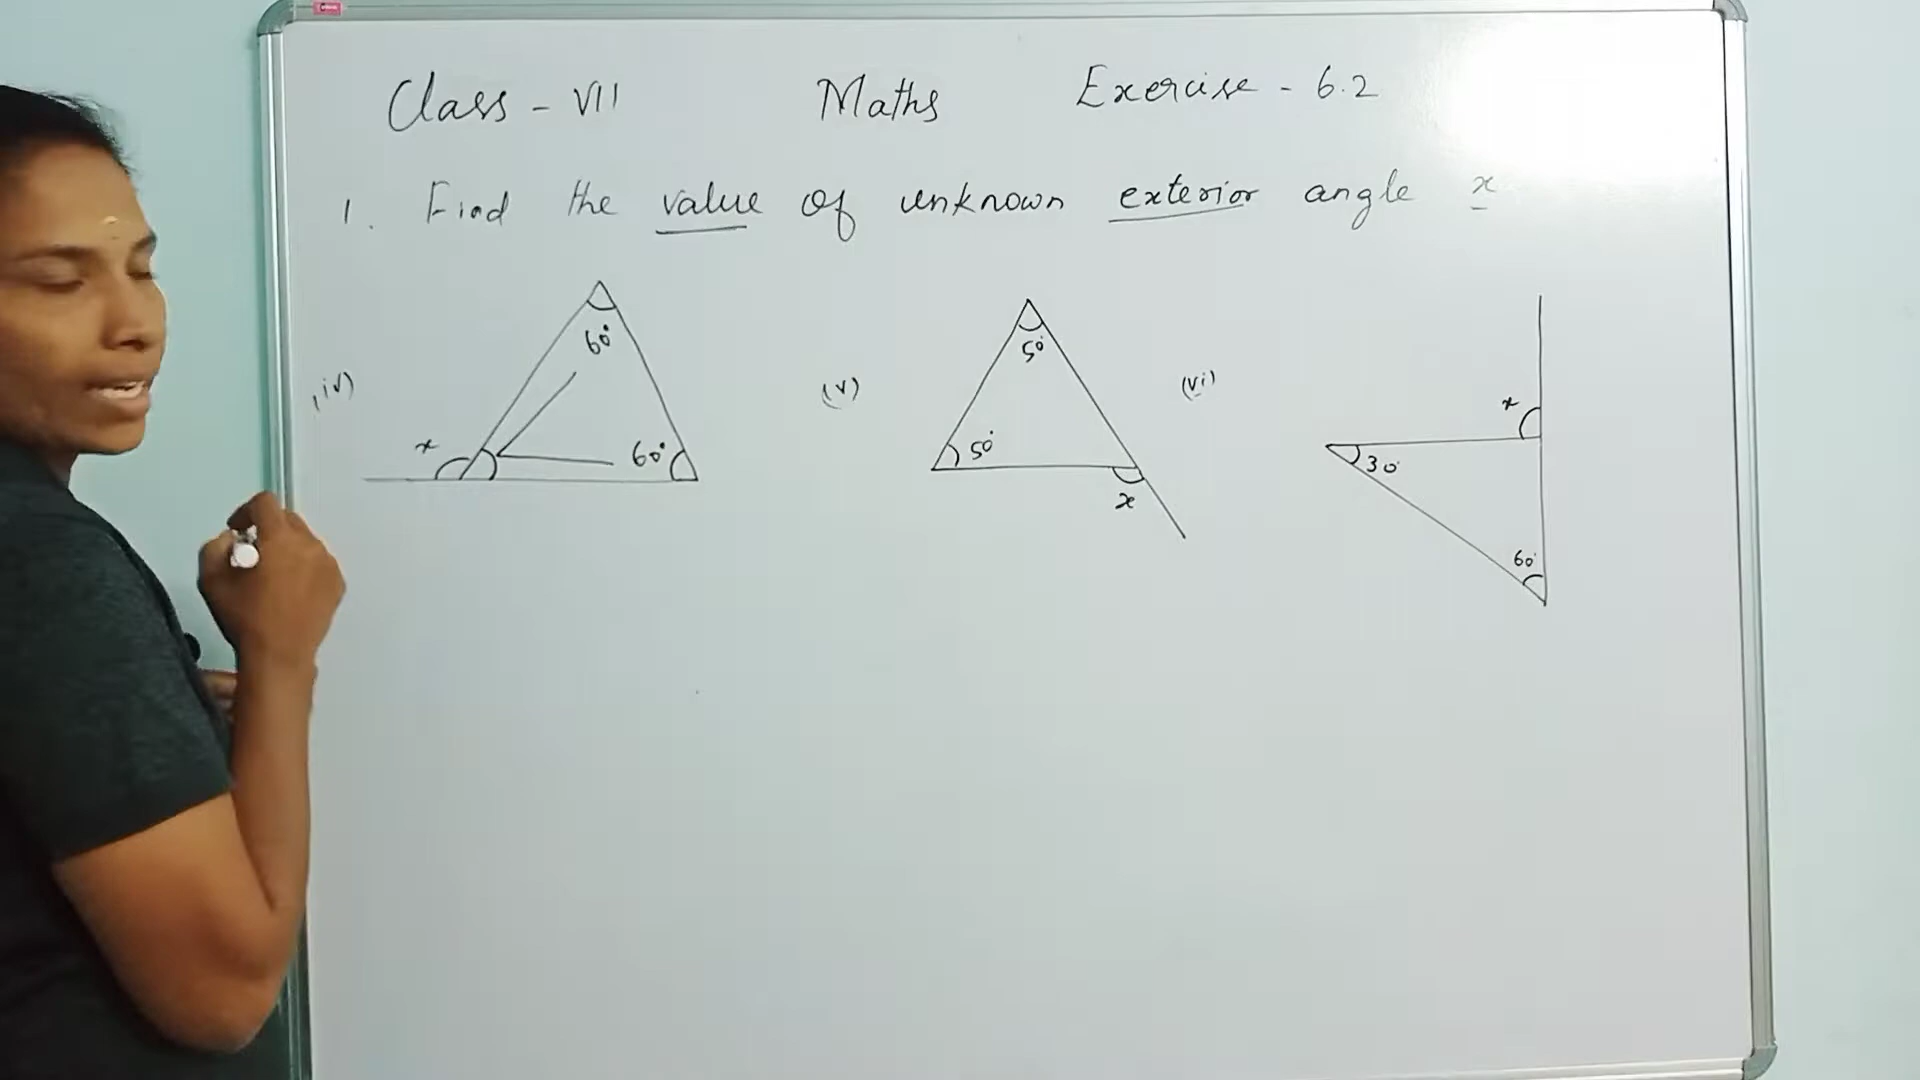 Class - VII Maths Exercise - 6.2
1. Find the value of unknown exterior angle x
(iv) 60° x 60°
(v) 50° 50° x
(vi) x 30° 60°